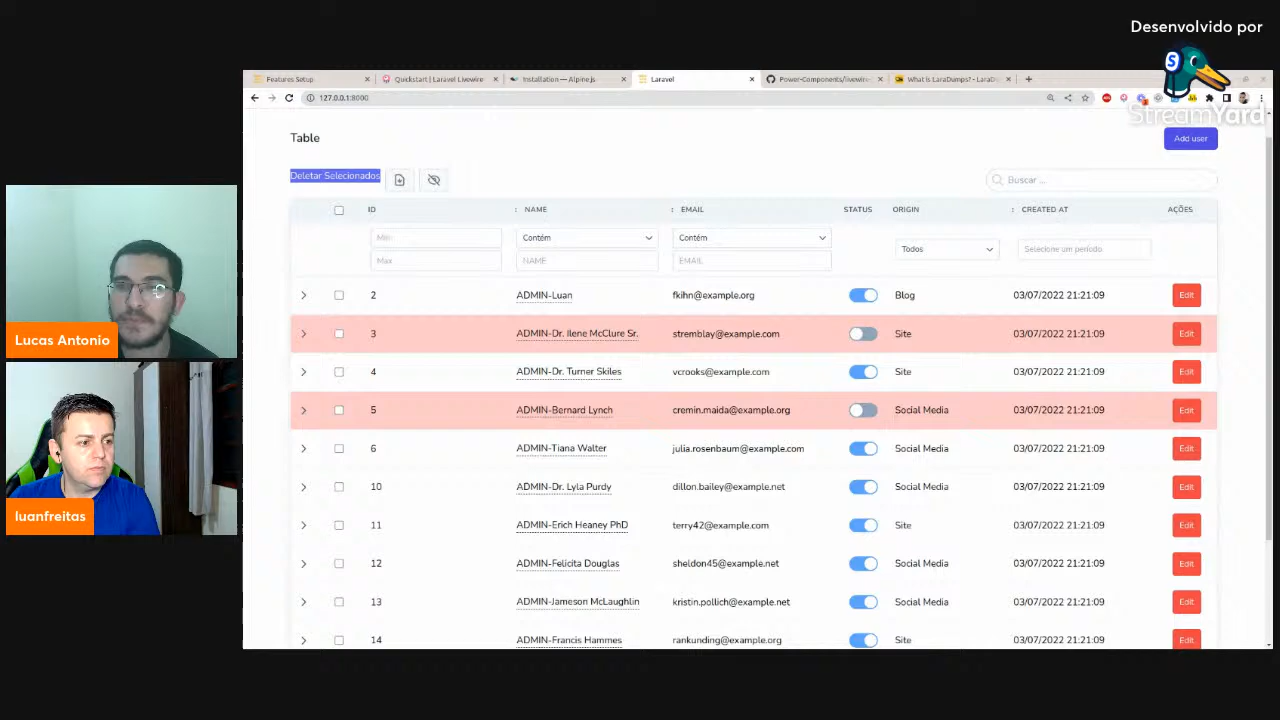 Desenvolvido por
StreamYard
Features Setup
Quickstart | Laravel Livewire
Installation — Alpine.js
Laravel
Power-Components/livewire-
What is LaraDumps? - LaraD
127.0.0.1:8000
Table
Add user
Deletar Selecionados
Buscar ...
ID NAME EMAIL STATUS ORIGIN CREATED AT AÇÕES
Min Contém Contém Todos Selecione um período
Max NAME EMAIL
2 ADMIN-Luan fkihn@example.org Blog 03/07/2022 21:21:09 Edit
3 ADMIN-Dr. Ilene McClure Sr. stremblay@example.com Site 03/07/2022 21:21:09 Edit
4 ADMIN-Dr. Turner Skiles vcrooks@example.com Site 03/07/2022 21:21:09 Edit
5 ADMIN-Bernard Lynch cremin.maida@example.org Social Media 03/07/2022 21:21:09 Edit
6 ADMIN-Tiana Walter julia.rosenbaum@example.com Social Media 03/07/2022 21:21:09 Edit
10 ADMIN-Dr. Lyla Purdy dillon.bailey@example.net Social Media 03/07/2022 21:21:09 Edit
11 ADMIN-Erich Heaney PhD terry42@example.com Site 03/07/2022 21:21:09 Edit
12 ADMIN-Felicita Douglas sheldon45@example.net Social Media 03/07/2022 21:21:09 Edit
13 ADMIN-Jameson McLaughlin kristin.pollich@example.net Social Media 03/07/2022 21:21:09 Edit
14 ADMIN-Francis Hammes rankunding@example.org Site 03/07/2022 21:21:09 Edit
Lucas Antonio
luanfreitas